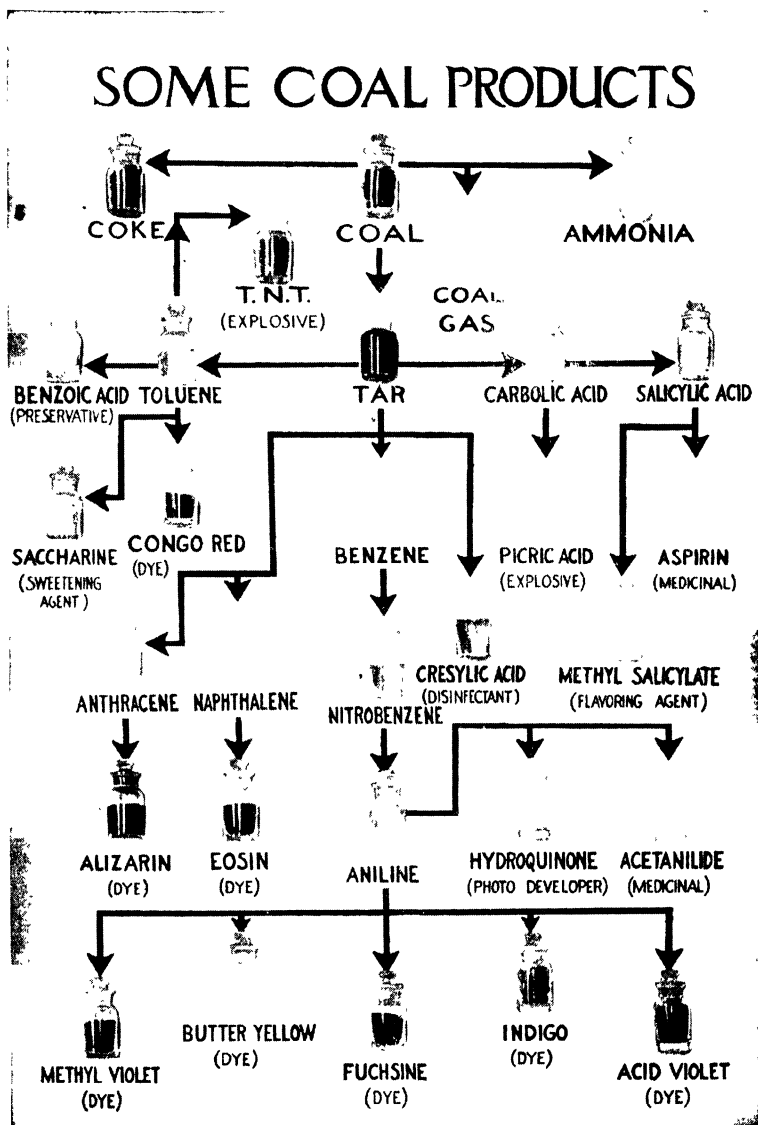 SOME COAL PRODUCTS
COKE
COAL
AMMONIA
T.N.T.
(EXPLOSIVE)
COAL
GAS
BENZOIC ACID
(PRESERVATIVE)
TOLUENE
TAR
CARBOLIC ACID
SALICYLIC ACID
SACCHARINE
(SWEETENING
AGENT)
CONGO RED
(DYE)
BENZENE
PICRIC ACID
(EXPLOSIVE)
ASPIRIN
(MEDICINAL)
ANTHRACENE
NAPHTHALENE
NITROBENZENE
CRESYLIC ACID
(DISINFECTANT)
METHYL SALICYLATE
(FLAVORING AGENT)
ALIZARIN
(DYE)
EOSIN
(DYE)
ANILINE
HYDROQUINONE
(PHOTO DEVELOPER)
ACETANILIDE
(MEDICINAL)
METHYL VIOLET
(DYE)
BUTTER YELLOW
(DYE)
FUCHSINE
(DYE)
INDIGO
(DYE)
ACID VIOLET
(DYE)